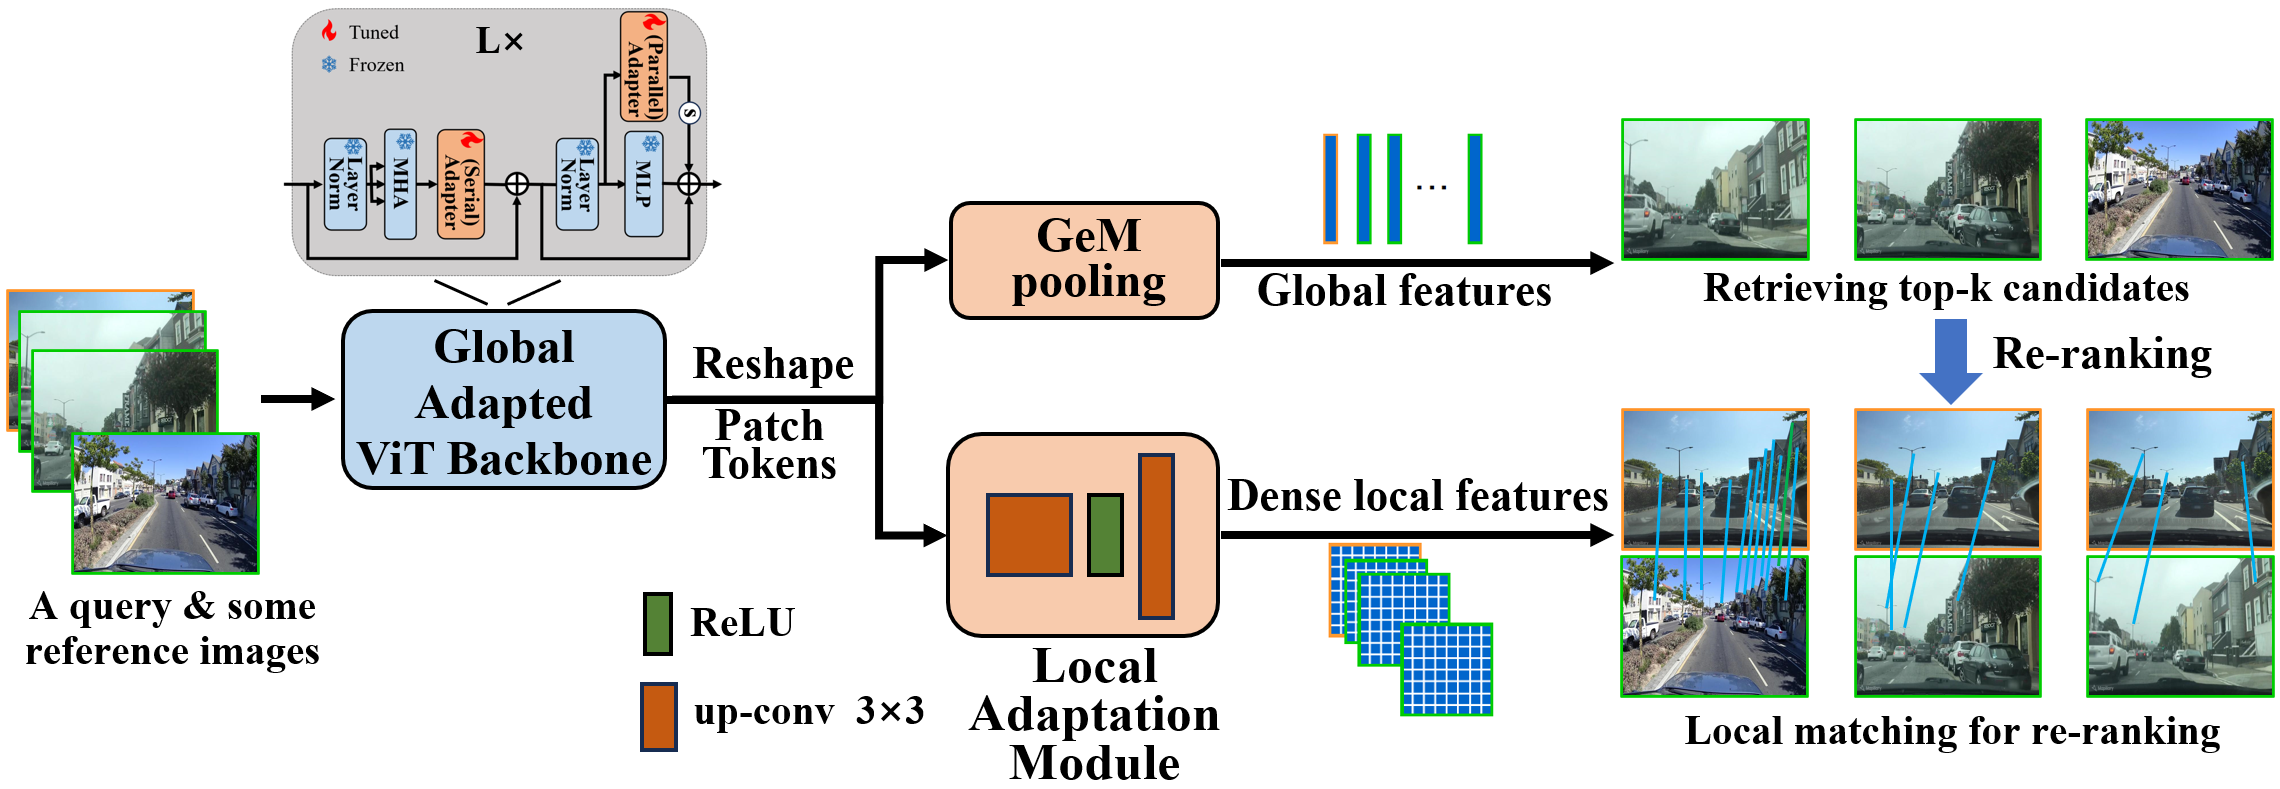 Tuned
Frozen
L×
Layer
Norm
MHA
(Serial)
Adapter
Layer
Norm
MLP
(Parallel)
Adapter
S
Global
Adapted
ViT Backbone
A query & some
reference images
Reshape
Patch
Tokens
GeM
pooling
Global features
...
Retrieving top-k candidates
Re-ranking
Dense local features
Local
Adaptation
Module
ReLU
up-conv 3×3
Local matching for re-ranking